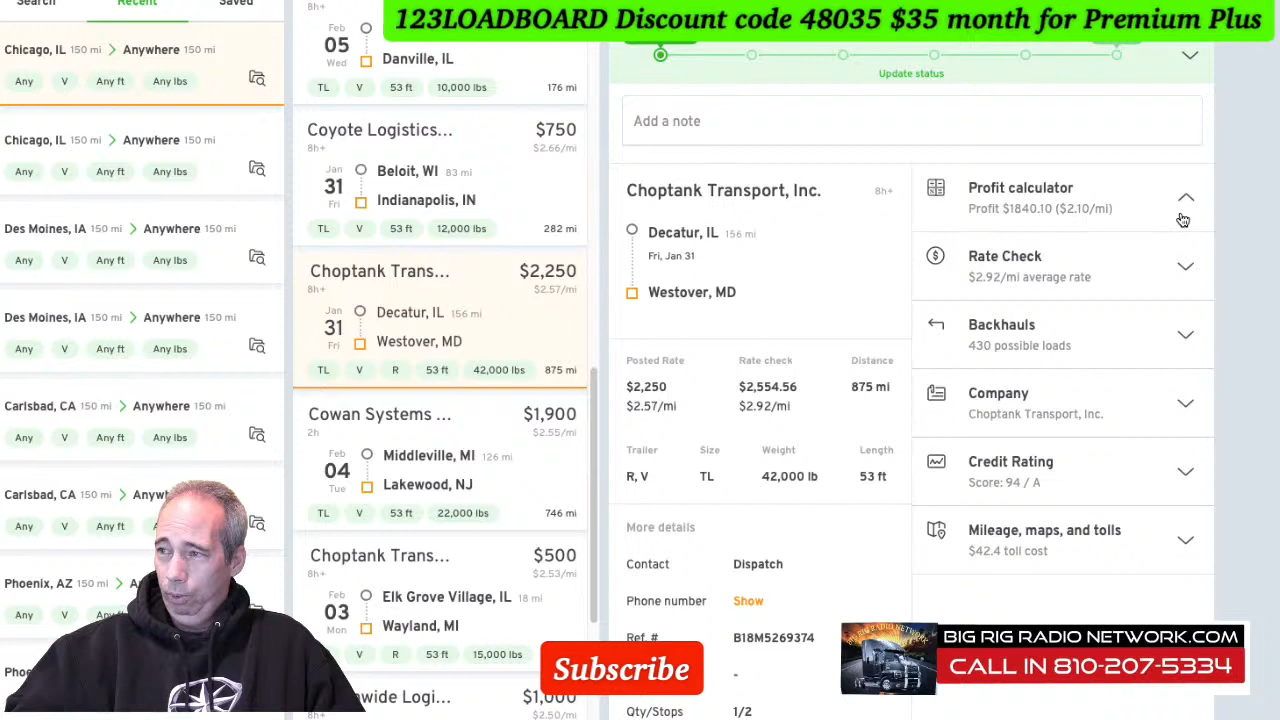 Search Recent Saved
123LOADBOARD Discount code 48035 $35 month for Premium Plus
Chicago, IL 150 mi > Anywhere 150 mi
Any V Any ft Any lbs
Chicago, IL 150 mi > Anywhere 150 mi
Any V Any ft Any lbs
Des Moines, IA 150 mi > Anywhere 150 mi
Any V Any ft Any lbs
Des Moines, IA 150 mi > Anywhere 150 mi
Any V Any ft Any lbs
Carlsbad, CA 150 mi > Anywhere 150 mi
Any V Any ft Any lbs
Carlsbad, CA 150 mi > Anywh 150 mi
Any V Any ft
Phoenix, AZ 150 mi >
Any V
Phoe
8h+
Feb
05
Wed
Danville, IL
TL V 53 ft 10,000 lbs 176 mi
Coyote Logistics... $750
8h+ $2.66/mi
Jan
31
Fri
Beloit, WI 83 mi
Indianapolis, IN
TL V 53 ft 12,000 lbs 282 mi
Choptank Trans... $2,250
8h+ $2.57/mi
Jan
31
Fri
Decatur, IL 156 mi
Westover, MD
TL V R 53 ft 42,000 lbs 875 mi
Cowan Systems ... $1,900
2h $2.55/mi
Feb
04
Tue
Middleville, MI 126 mi
Lakewood, NJ
TL V 53 ft 22,000 lbs 746 mi
Choptank Trans... $500
8h+ $2.53/mi
Feb
03
Mon
Elk Grove Village, IL 18 mi
Wayland, MI
TL V R 53 ft 15,000 lbs
wide Logi... $1,000
8h+ $2.50/mi
Update status
Add a note
Choptank Transport, Inc. 8h+
Decatur, IL 156 mi
Fri, Jan 31
Westover, MD
Posted Rate Rate check Distance
$2,250 $2,554.56 875 mi
$2.57/mi $2.92/mi
Trailer Size Weight Length
R, V TL 42,000 lb 53 ft
More details
Contact Dispatch
Phone number Show
Ref. # B18M5269374
-
Qty/Stops 1/2
Profit calculator
Profit $1840.10 ($2.10/mi)
Rate Check
$2.92/mi average rate
Backhauls
430 possible loads
Company
Choptank Transport, Inc.
Credit Rating
Score: 94 / A
Mileage, maps, and tolls
$42.4 toll cost
Subscribe
BIG RIG RADIO NETWORK
BIG RIG RADIO NETWORK.COM
CALL IN 810-207-5334